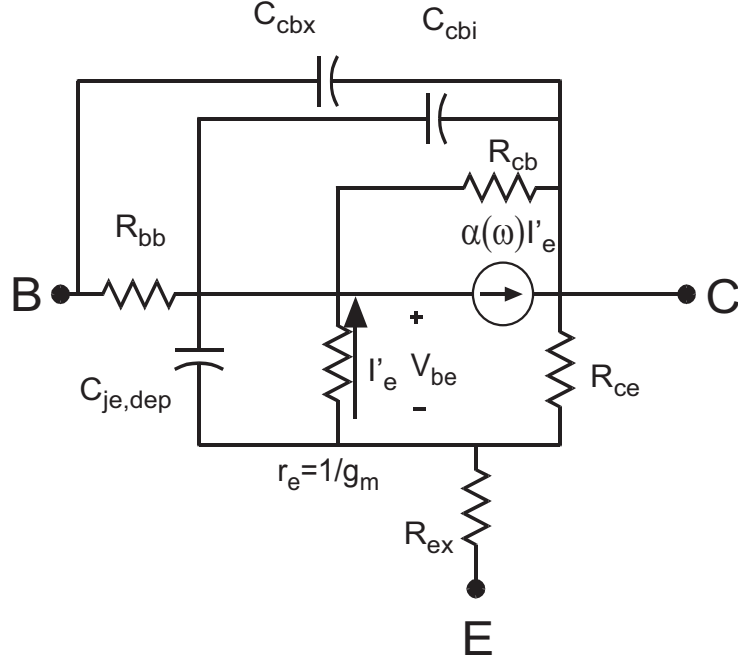 C_cbx
C_cbi
R_cb
R_bb
α(ω)I'_e
B
C
+
I'_e
V_be
R_ce
C_je,dep
−
r_e=1/g_m
R_ex
E